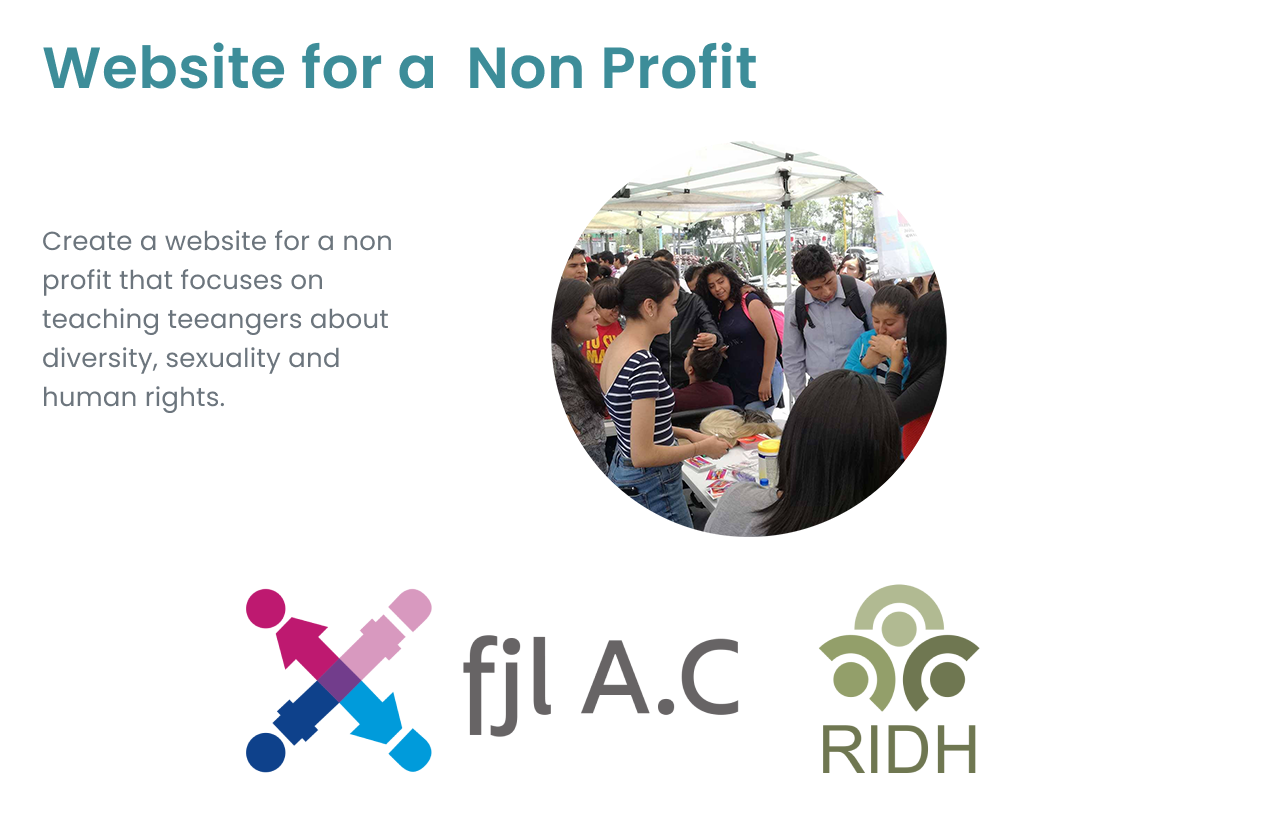 Website for a  Non Profit
Create a website for a non
profit that focuses on
teaching teeangers about
diversity, sexuality and
human rights.
fjl A.C
RIDH